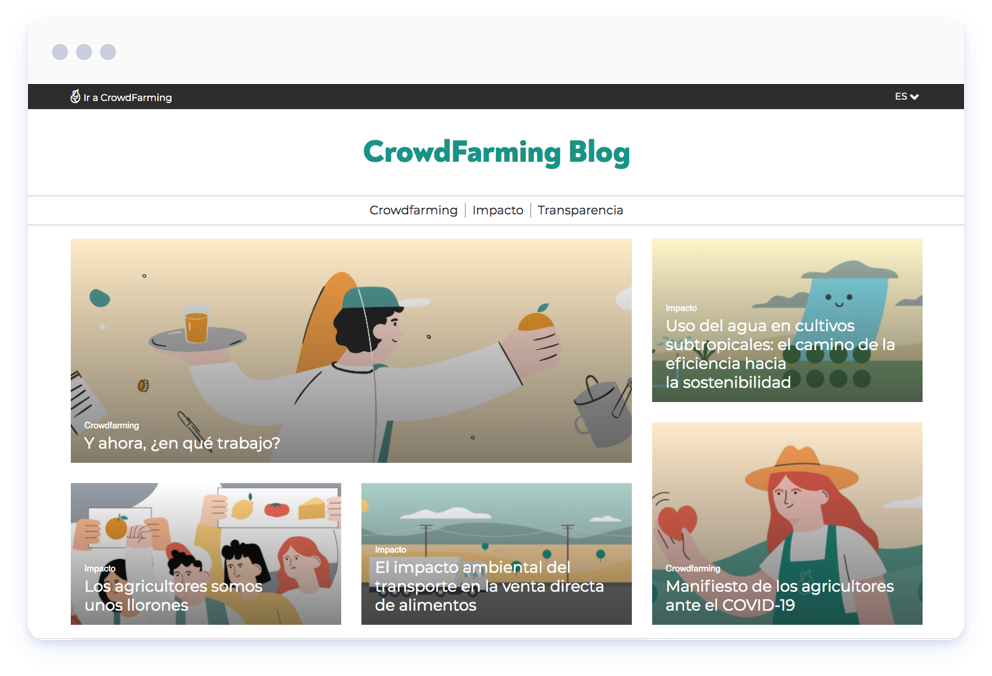 Ir a CrowdFarming
ES
CrowdFarming Blog
Crowdfarming
Impacto
Transparencia
Crowdfarming
Y ahora, ¿en qué trabajo?
Impacto
Uso del agua en cultivos
subtropicales: el camino de la
eficiencia hacia
la sostenibilidad
Impacto
Los agricultores somos
unos llorones
Impacto
El impacto ambiental del
transporte en la venta directa
de alimentos
Crowdfarming
Manifiesto de los agricultores
ante el COVID-19